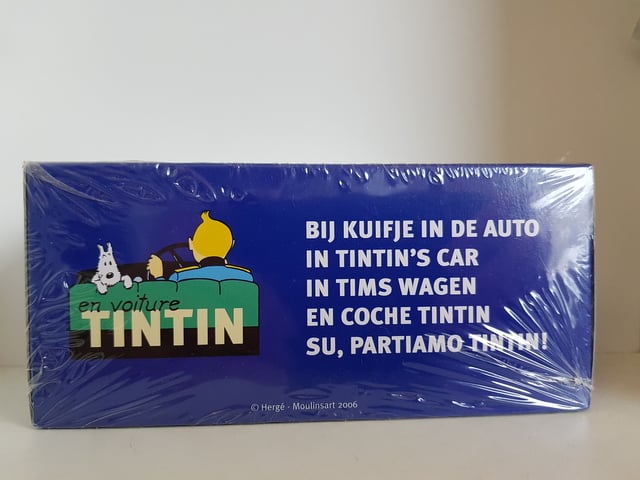 en voiture
TINTIN
BIJ KUIFJE IN DE AUTO
IN TINTIN'S CAR
IN TIMS WAGEN
EN COCHE TINTIN
SU, PARTIAMO TINTIN!
© Hergé - Moulinsart 2006